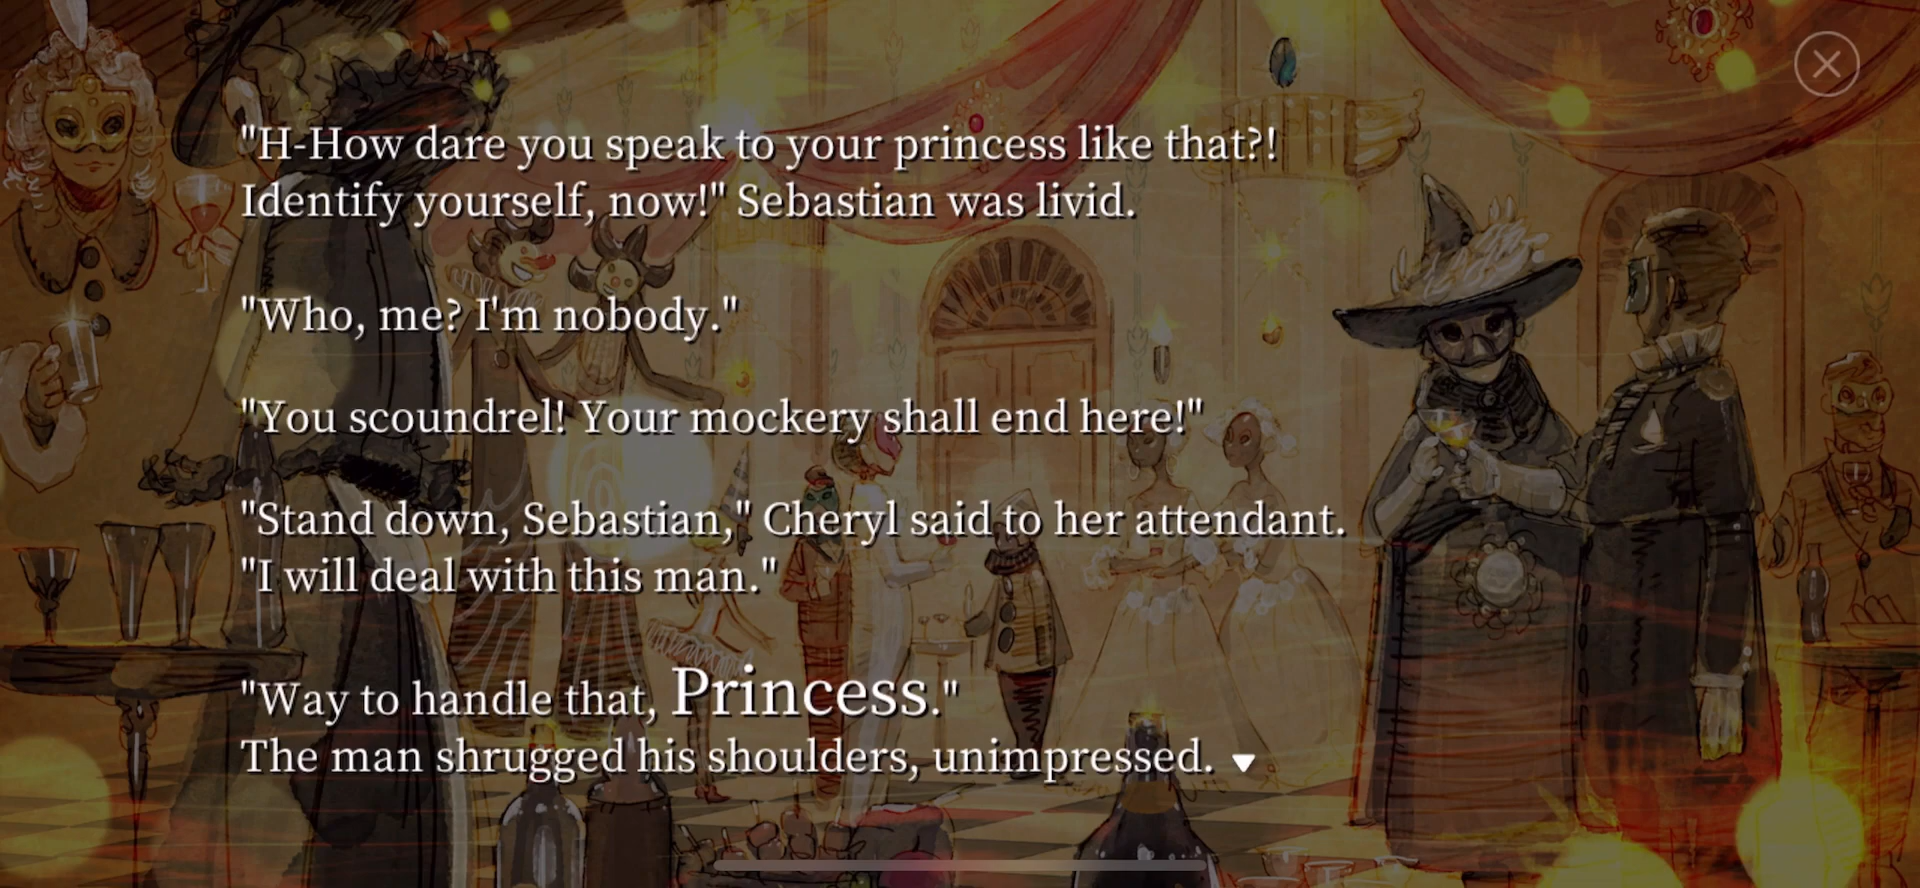 "H-How dare you speak to your princess like that?!
Identify yourself, now!" Sebastian was livid.
"Who, me? I'm nobody."
"You scoundrel! Your mockery shall end here!"
"Stand down, Sebastian," Cheryl said to her attendant.
"I will deal with this man."
"Way to handle that, Princess."
The man shrugged his shoulders, unimpressed.